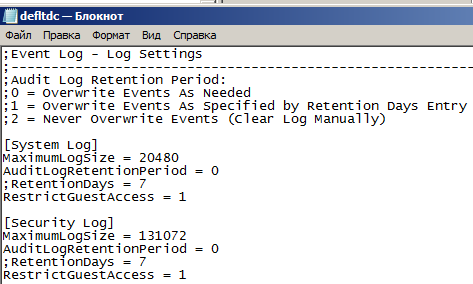 defltdc — Блокнот
Файл Правка Формат Вид Справка
;Event Log - Log Settings
;-----------------------------------------------------------------
;Audit Log Retention Period:
;0 = Overwrite Events As Needed
;1 = Overwrite Events As Specified by Retention Days Entry
;2 = Never Overwrite Events (Clear Log Manually)
[System Log]
MaximumLogSize = 20480
AuditLogRetentionPeriod = 0
;RetentionDays = 7
RestrictGuestAccess = 1
[Security Log]
MaximumLogSize = 131072
AuditLogRetentionPeriod = 0
;RetentionDays = 7
RestrictGuestAccess = 1